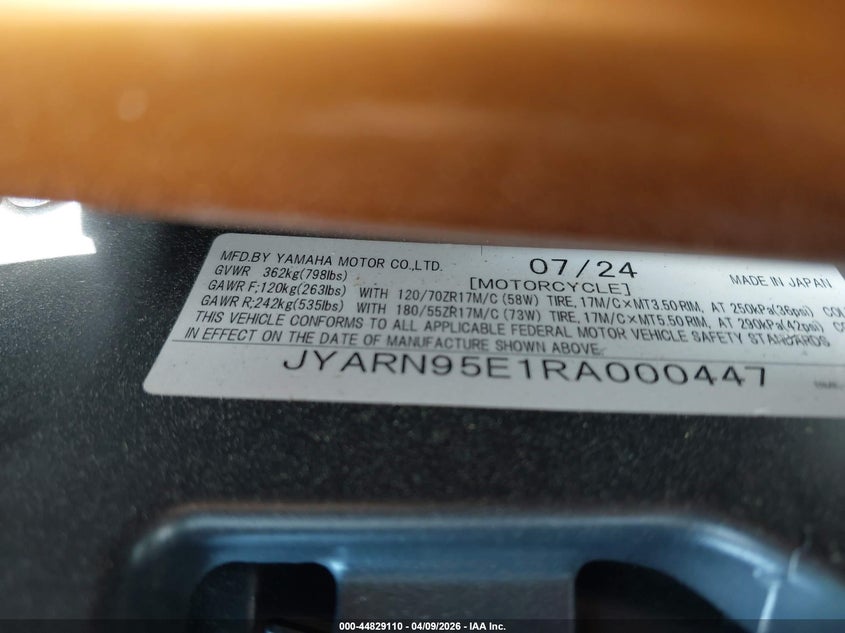 MFD.BY YAMAHA MOTOR CO.,LTD. 07/24 MADE IN JAPAN
GVWR 362kg(798lbs) [MOTORCYCLE]
GAWR F;120kg(263lbs) WITH 120/70ZR17M/C (58W) TIRE, 17M/C×MT3.50 RIM, AT 250kPa(36psi)
GAWR R;242kg(535lbs) WITH 180/55ZR17M/C (73W) TIRE, 17M/C×MT5.50 RIM, AT 290kPa(42psi)
THIS VEHICLE CONFORMS TO ALL APPLICABLE FEDERAL MOTOR VEHICLE SAFETY STANDARDS
IN EFFECT ON THE DATE OF MANUFACTURE SHOWN ABOVE.
JYARN95E1RA000447
000-44829110 - 04/09/2026 - IAA Inc.